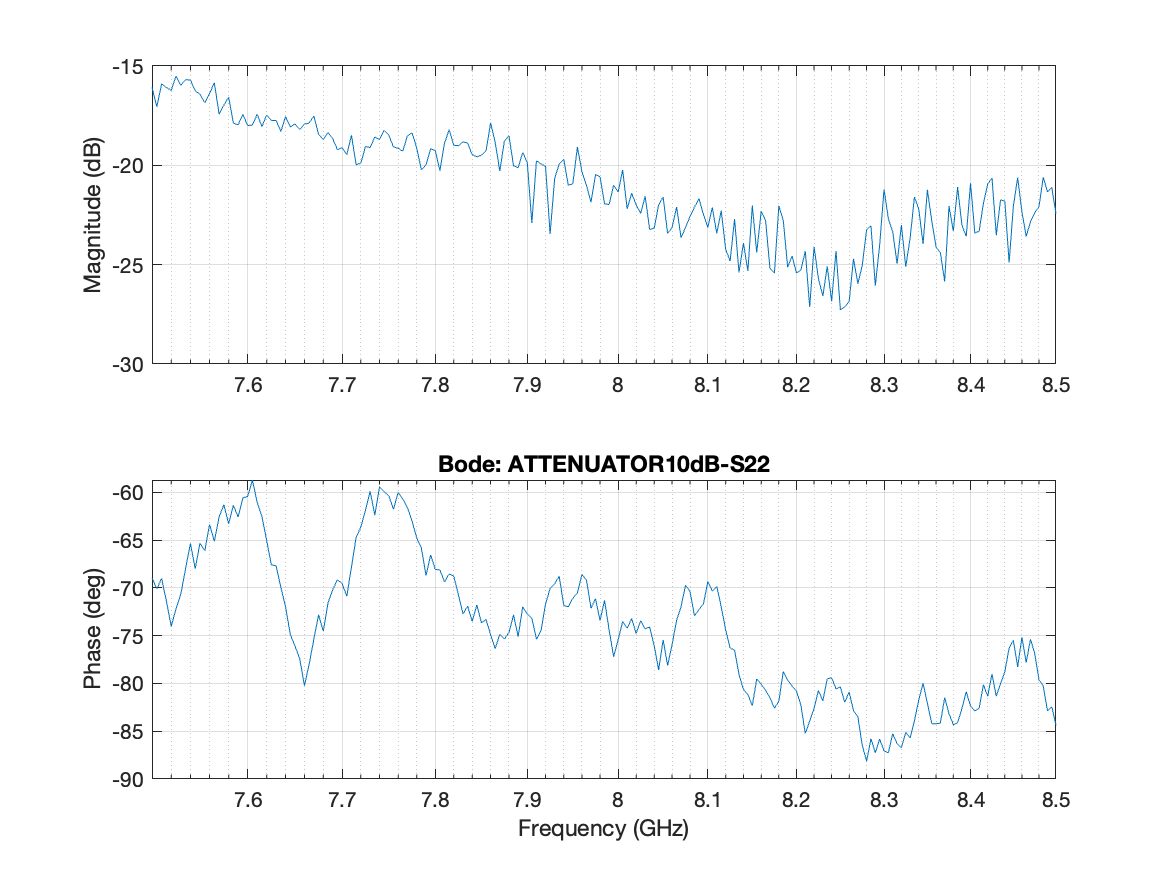 -15
-20
-25
-30
Magnitude (dB)
7.6 7.7 7.8 7.9 8 8.1 8.2 8.3 8.4 8.5
Bode: ATTENUATOR10dB-S22
-60
-65
-70
-75
-80
-85
-90
Phase (deg)
7.6 7.7 7.8 7.9 8 8.1 8.2 8.3 8.4 8.5
Frequency (GHz)